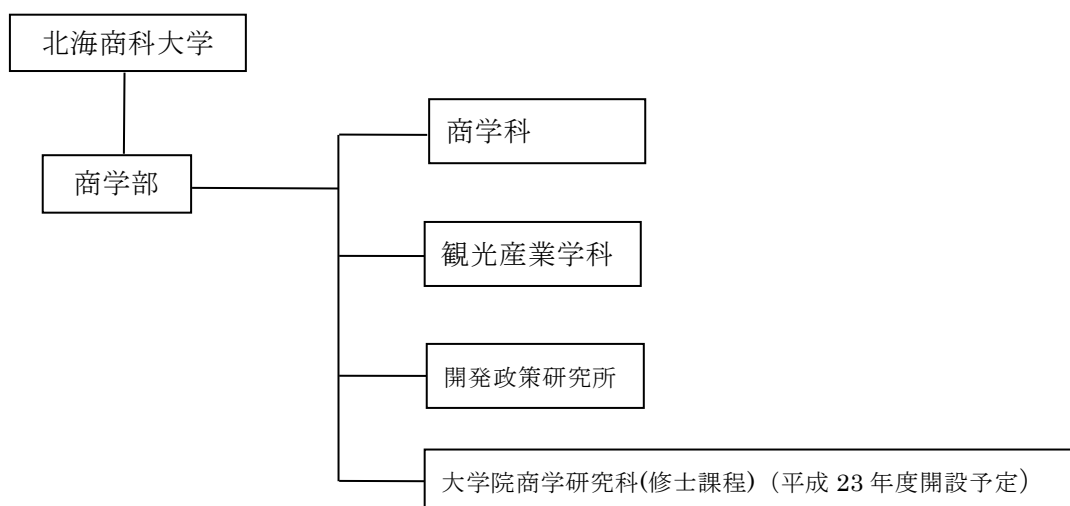 北海商科大学
商学科
商学部
観光産業学科
開発政策研究所
大学院商学研究科(修士課程)（平成 23 年度開設予定）